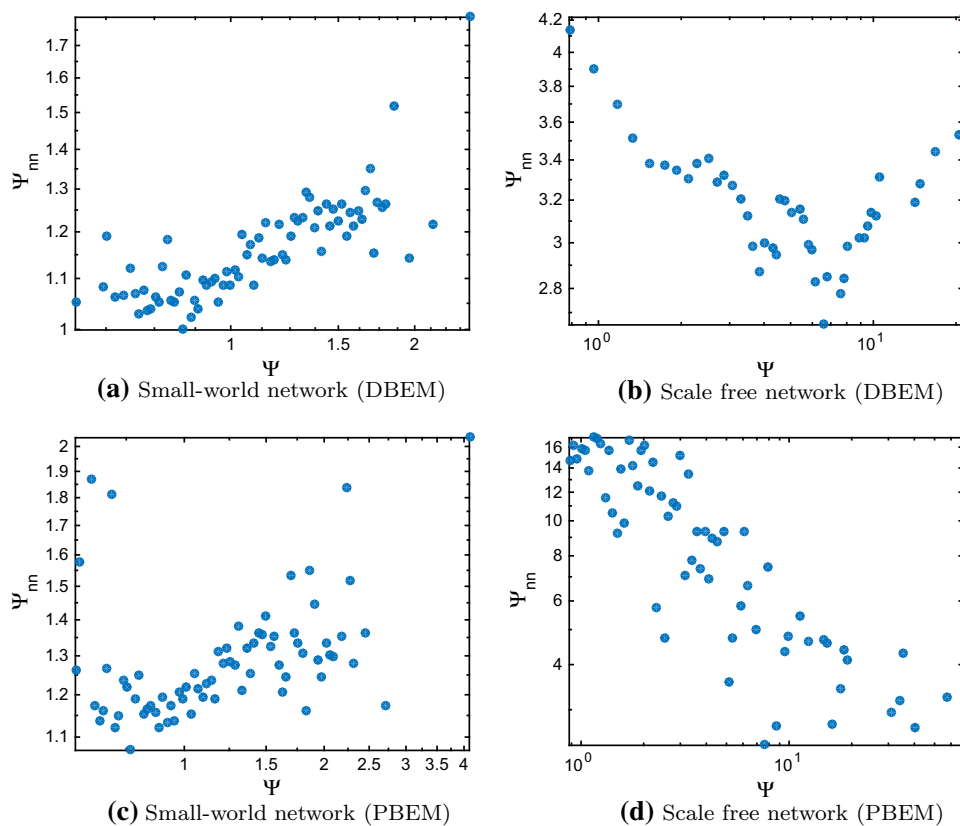 1.7
1.6
1.5
1.4
1.3
1.2
1.1
1
Ψnn
1 1.5 2
Ψ
(a) Small-world network (DBEM)
4.2
4
3.8
3.6
3.4
3.2
3
2.8
Ψnn
10^0 10^1
Ψ
(b) Scale free network (DBEM)
2
1.9
1.8
1.7
1.6
1.5
1.4
1.3
1.2
1.1
Ψnn
1 1.5 2 2.5 3 3.5 4
Ψ
(c) Small-world network (PBEM)
16
14
12
10
8
6
4
Ψnn
10^0 10^1
Ψ
(d) Scale free network (PBEM)